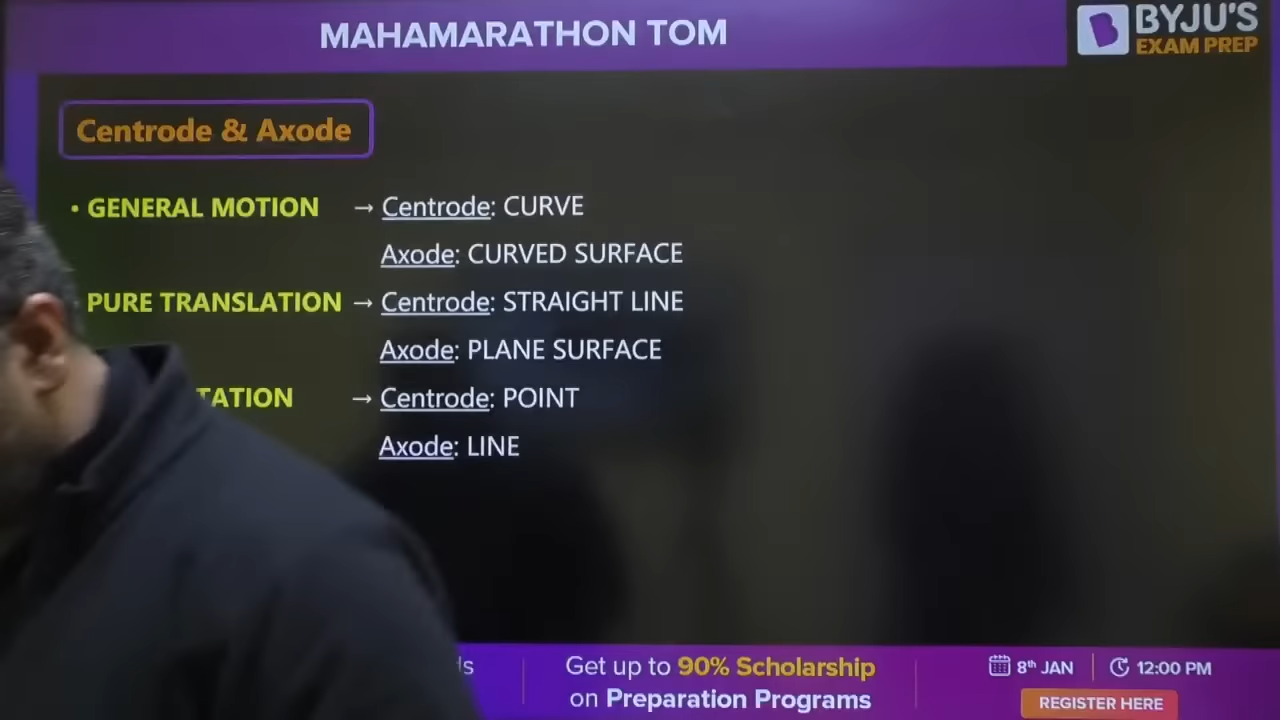 MAHAMARATHON TOM
BYJU'S
EXAM PREP
Centrode & Axode
• GENERAL MOTION → Centrode: CURVE
Axode: CURVED SURFACE
PURE TRANSLATION → Centrode: STRAIGHT LINE
Axode: PLANE SURFACE
TATION → Centrode: POINT
Axode: LINE
Get up to 90% Scholarship
on Preparation Programs
8th JAN
12:00 PM
REGISTER HERE